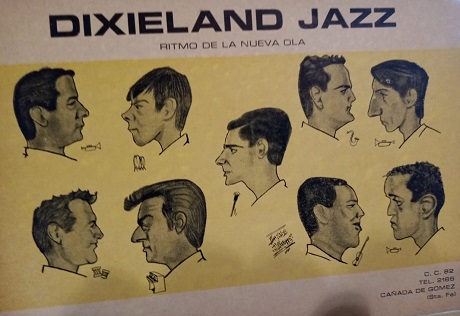 DIXIELAND JAZZ
RITMO DE LA NUEVA OLA
C. C. 82
TEL. 2166
CAÑADA DE GOMEZ
(Sta. Fe)